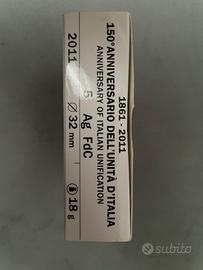 1861 - 2011
150° ANNIVERSARIO DELL'UNITÀ D'ITALIA
ANNIVERSARY OF ITALIAN UNIFICATION
5 Ag FdC
2011 Ø 32 mm 18 g
subito